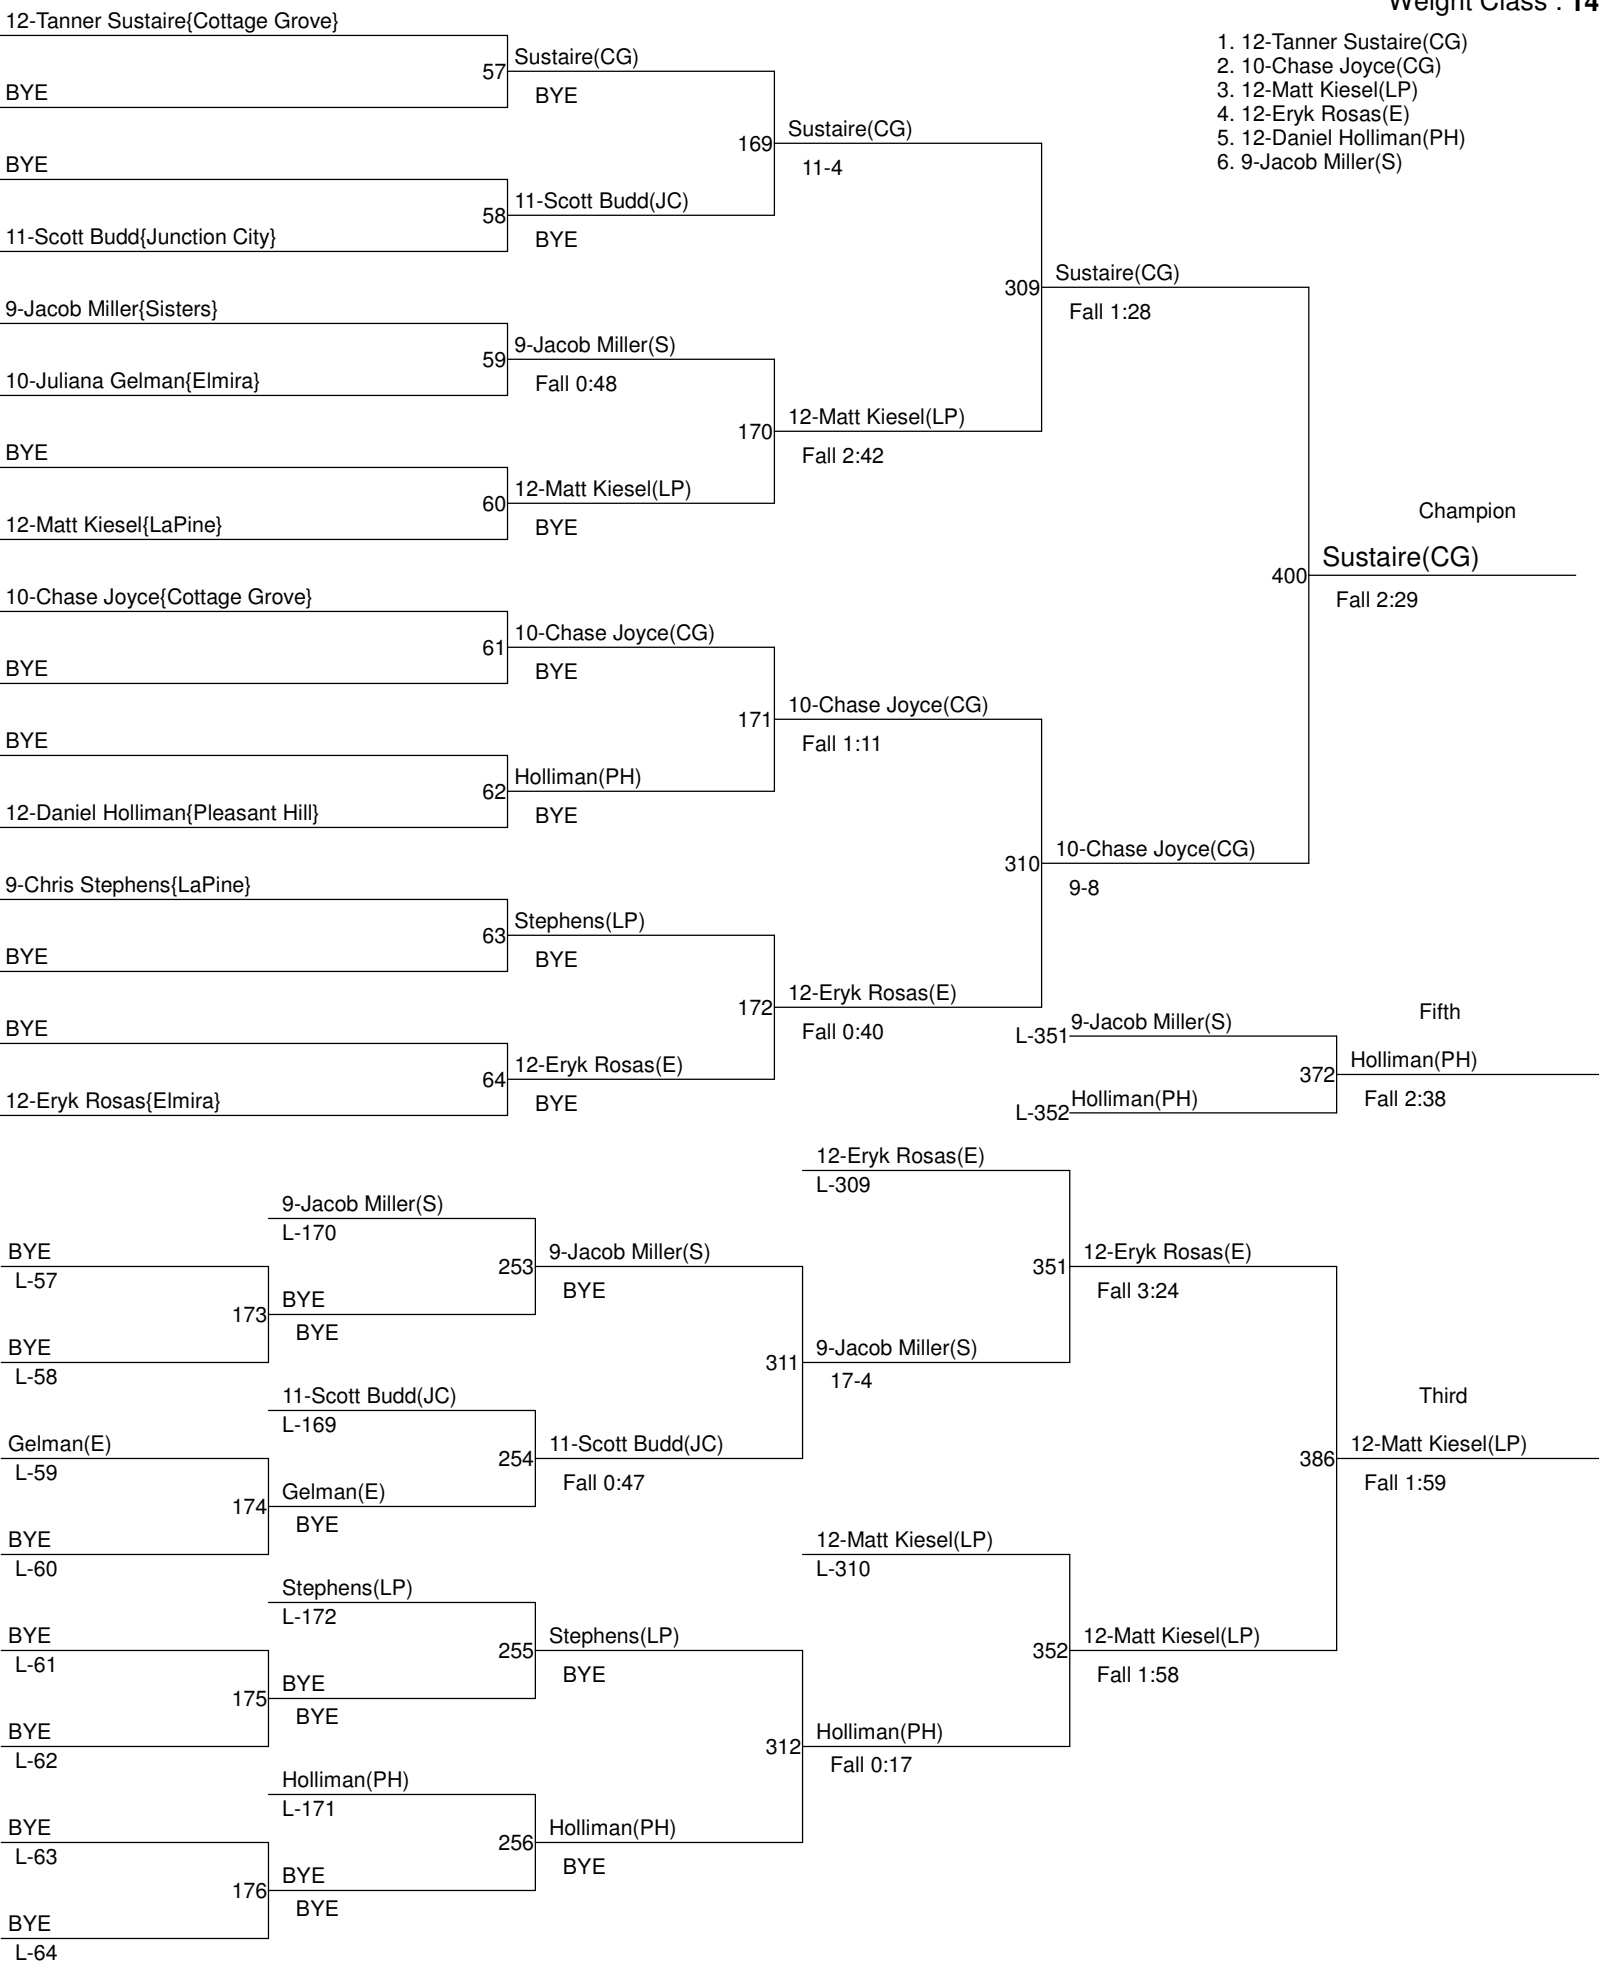 Weight Class : 14
12-Tanner Sustaire{Cottage Grove}
1. 12-Tanner Sustaire(CG)
2. 10-Chase Joyce(CG)
3. 12-Matt Kiesel(LP)
4. 12-Eryk Rosas(E)
5. 12-Daniel Holliman(PH)
6. 9-Jacob Miller(S)
Sustaire(CG)
57
BYE
BYE
Sustaire(CG)
169
11-4
BYE
11-Scott Budd(JC)
58
11-Scott Budd{Junction City}
BYE
Sustaire(CG)
309
Fall 1:28
9-Jacob Miller{Sisters}
9-Jacob Miller(S)
59
10-Juliana Gelman{Elmira}
Fall 0:48
12-Matt Kiesel(LP)
170
Fall 2:42
BYE
12-Matt Kiesel(LP)
60
12-Matt Kiesel{LaPine}
BYE
Champion
Sustaire(CG)
400
Fall 2:29
10-Chase Joyce{Cottage Grove}
10-Chase Joyce(CG)
61
BYE
BYE
10-Chase Joyce(CG)
171
Fall 1:11
BYE
Holliman(PH)
62
12-Daniel Holliman{Pleasant Hill}
BYE
10-Chase Joyce(CG)
310
9-8
9-Chris Stephens{LaPine}
Stephens(LP)
63
BYE
BYE
12-Eryk Rosas(E)
172
Fall 0:40
BYE
12-Eryk Rosas(E)
64
12-Eryk Rosas{Elmira}
BYE
Fifth
9-Jacob Miller(S)
L-351
Holliman(PH)
372
Fall 2:38
Holliman(PH)
L-352
12-Eryk Rosas(E)
L-309
9-Jacob Miller(S)
L-170
BYE
L-57
9-Jacob Miller(S)
253
BYE
12-Eryk Rosas(E)
351
Fall 3:24
BYE
173
BYE
BYE
L-58
9-Jacob Miller(S)
311
17-4
11-Scott Budd(JC)
L-169
Third
Gelman(E)
L-59
11-Scott Budd(JC)
254
Fall 0:47
12-Matt Kiesel(LP)
386
Fall 1:59
Gelman(E)
174
BYE
BYE
L-60
12-Matt Kiesel(LP)
L-310
Stephens(LP)
L-172
BYE
L-61
Stephens(LP)
255
BYE
12-Matt Kiesel(LP)
352
Fall 1:58
BYE
175
BYE
BYE
L-62
Holliman(PH)
312
Fall 0:17
Holliman(PH)
L-171
BYE
L-63
Holliman(PH)
256
BYE
BYE
176
BYE
BYE
L-64